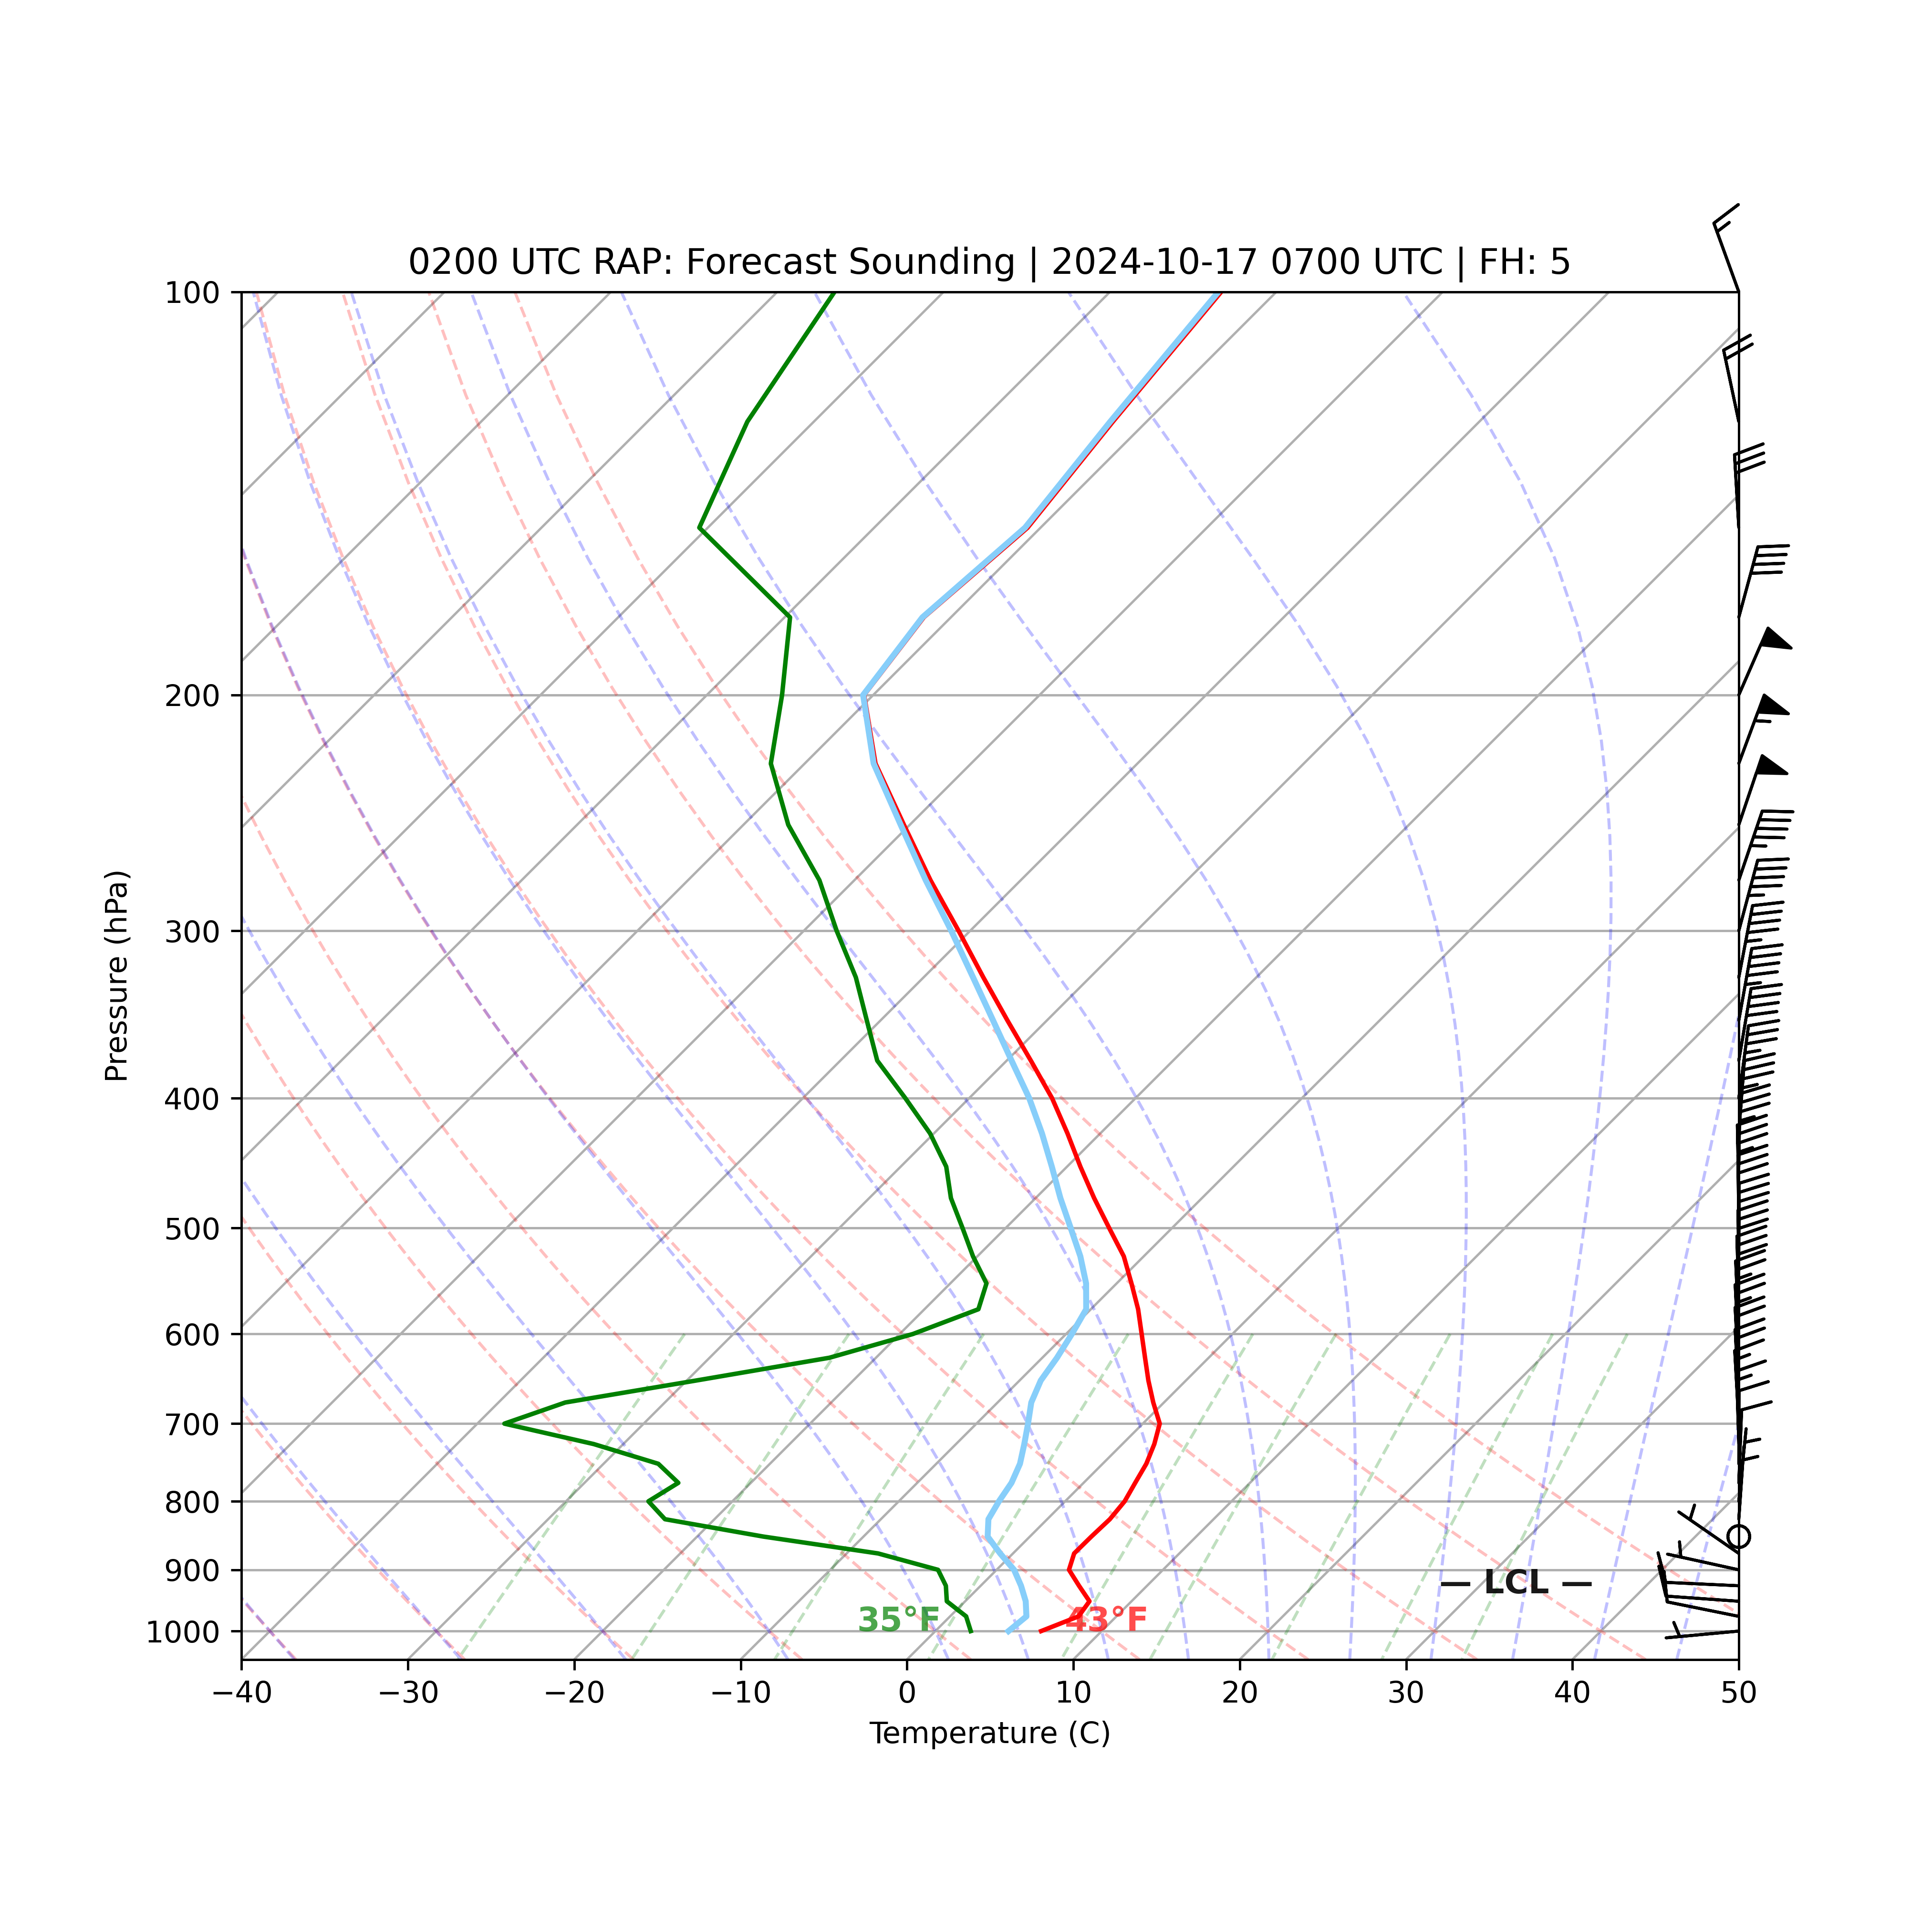 0200 UTC RAP: Forecast Sounding | 2024-10-17 0700 UTC | FH: 5
100
200
300
400
500
600
700
800
900
1000
Pressure (hPa)
— LCL —
35°F
43°F
−40 −30 −20 −10 0 10 20 30 40 50
Temperature (C)